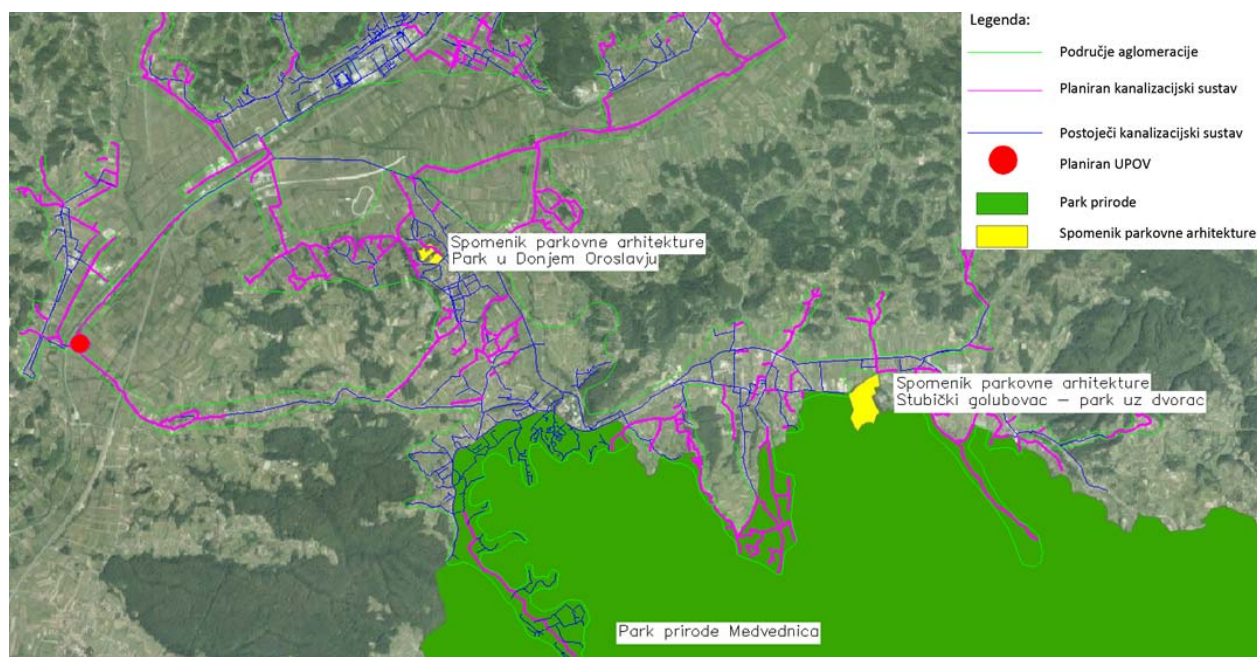 Legenda:
Područje aglomeracije
Planiran kanalizacijski sustav
Postoječi kanalizacijski sustav
Planiran UPOV
Park prirode
Spomenik parkovne arhitekture
Spomenik parkovne arhitekture
Park u Donjem Oroslavju
Spomenik parkovne arhitekture
Stubički golubovac – park uz dvorac
Park prirode Medvednica